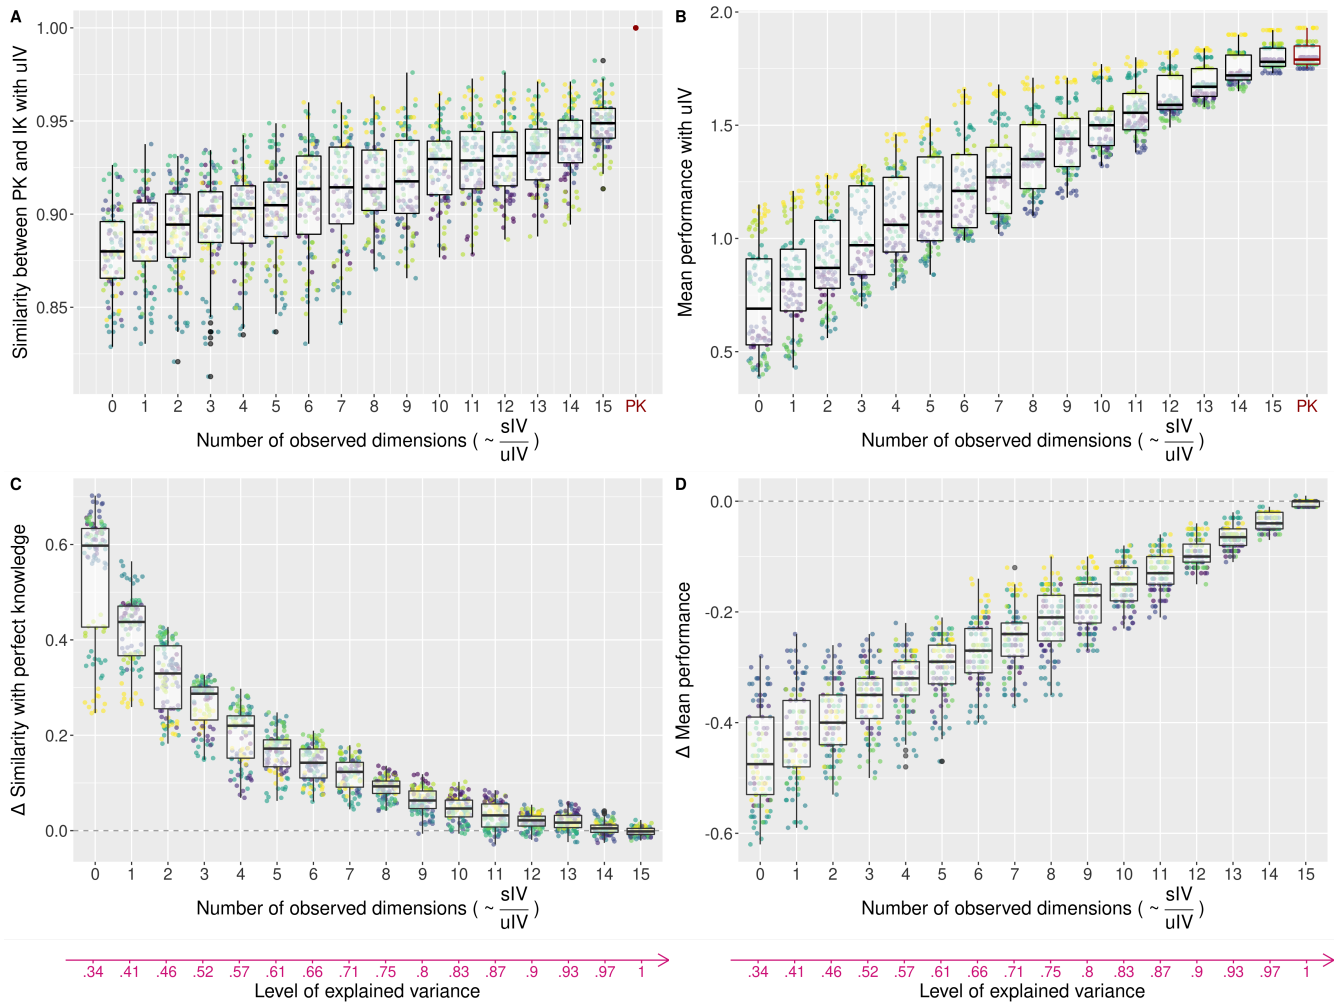 A
Similarity between PK and IK with uIV
1.00
0.95
0.90
0.85
0 1 2 3 4 5 6 7 8 9 10 11 12 13 14 15 PK
Number of observed dimensions ( ~ sIV
uIV )
B
Mean performance with uIV
2.0
1.5
1.0
0.5
0 1 2 3 4 5 6 7 8 9 10 11 12 13 14 15 PK
Number of observed dimensions ( ~ sIV
uIV )
C
Δ Similarity with perfect knowledge
0.6
0.4
0.2
0.0
0 1 2 3 4 5 6 7 8 9 10 11 12 13 14 15
Number of observed dimensions ( ~ sIV
uIV )
D
Δ Mean performance
0.0
-0.2
-0.4
-0.6
0 1 2 3 4 5 6 7 8 9 10 11 12 13 14 15
Number of observed dimensions ( ~ sIV
uIV )
.34 .41 .46 .52 .57 .61 .66 .71 .75 .8 .83 .87 .9 .93 .97 1
Level of explained variance
.34 .41 .46 .52 .57 .61 .66 .71 .75 .8 .83 .87 .9 .93 .97 1
Level of explained variance